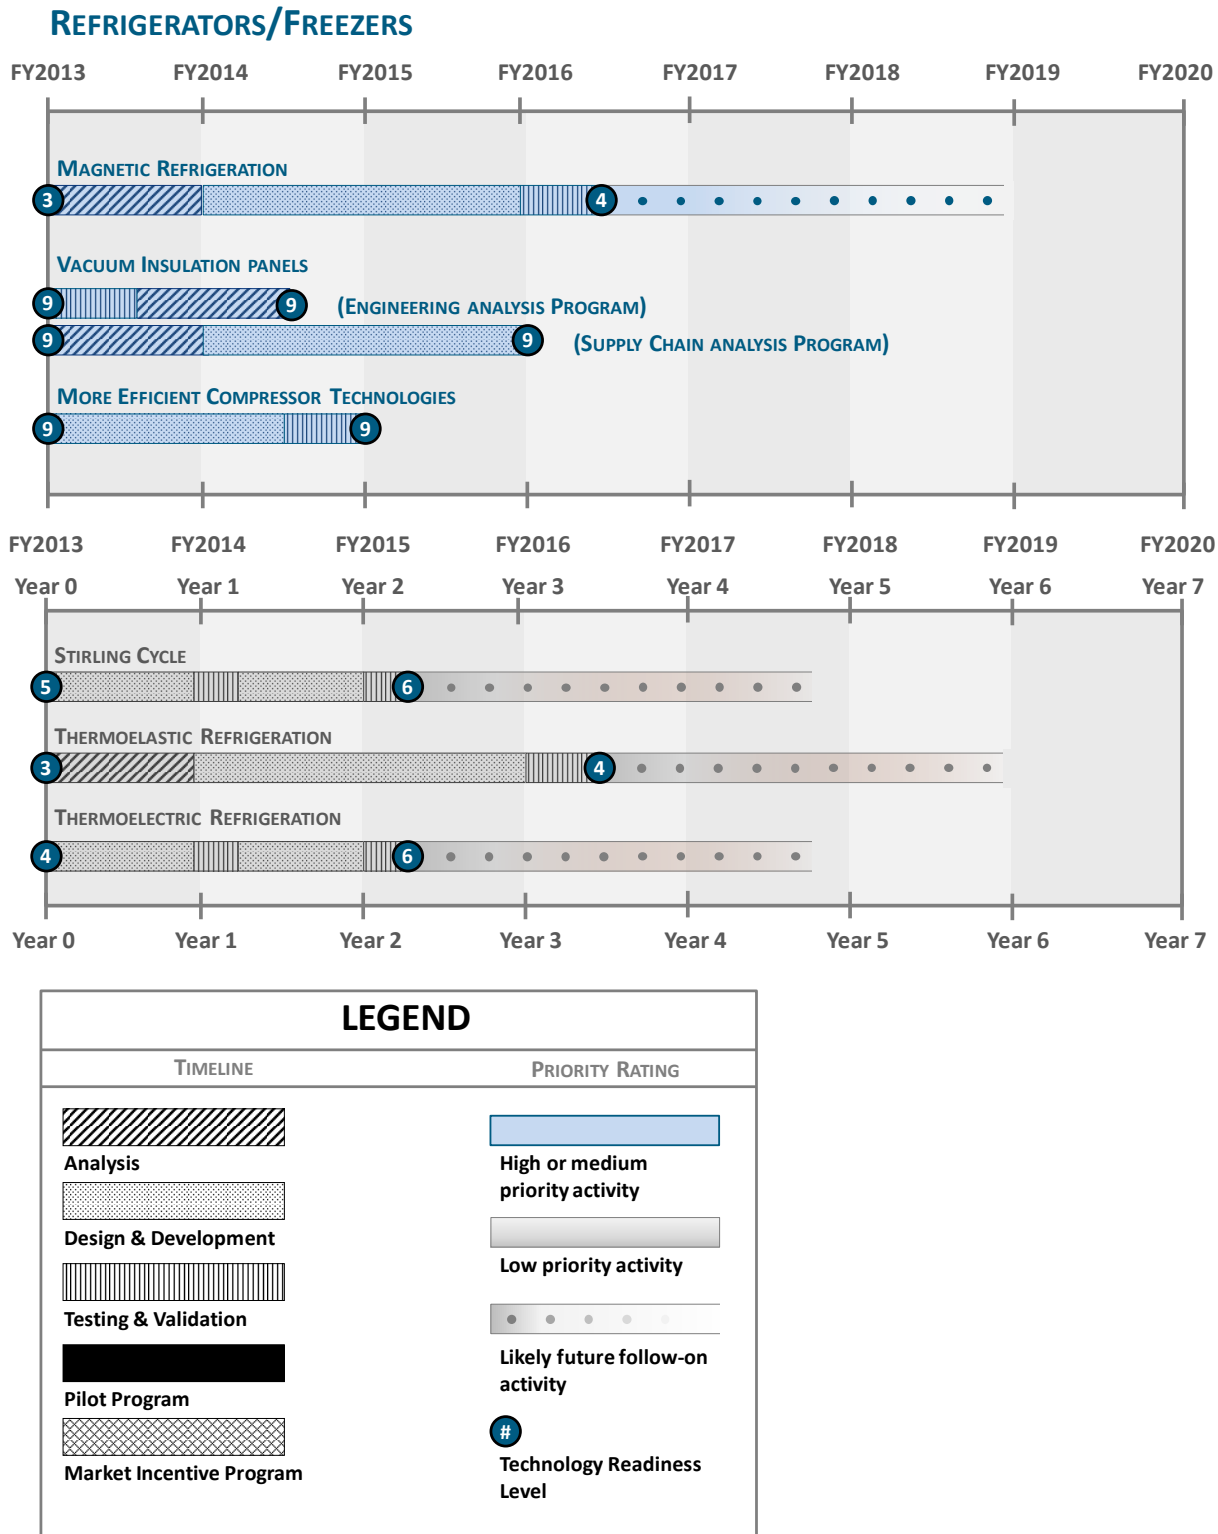 REFRIGERATORS/FREEZERS
FY2013 FY2014 FY2015 FY2016 FY2017 FY2018 FY2019 FY2020
MAGNETIC REFRIGERATION
3 4
VACUUM INSULATION PANELS
9 9 (ENGINEERING ANALYSIS PROGRAM)
9 9 (SUPPLY CHAIN ANALYSIS PROGRAM)
MORE EFFICIENT COMPRESSOR TECHNOLOGIES
9 9
FY2013 FY2014 FY2015 FY2016 FY2017 FY2018 FY2019 FY2020
Year 0 Year 1 Year 2 Year 3 Year 4 Year 5 Year 6 Year 7
STIRLING CYCLE
5 6
THERMOELASTIC REFRIGERATION
3 4
THERMOELECTRIC REFRIGERATION
4 6
Year 0 Year 1 Year 2 Year 3 Year 4 Year 5 Year 6 Year 7
LEGEND
TIMELINE
Analysis
Design & Development
Testing & Validation
Pilot Program
Market Incentive Program
PRIORITY RATING
High or medium
priority activity
Low priority activity
Likely future follow-on
activity
#
Technology Readiness
Level